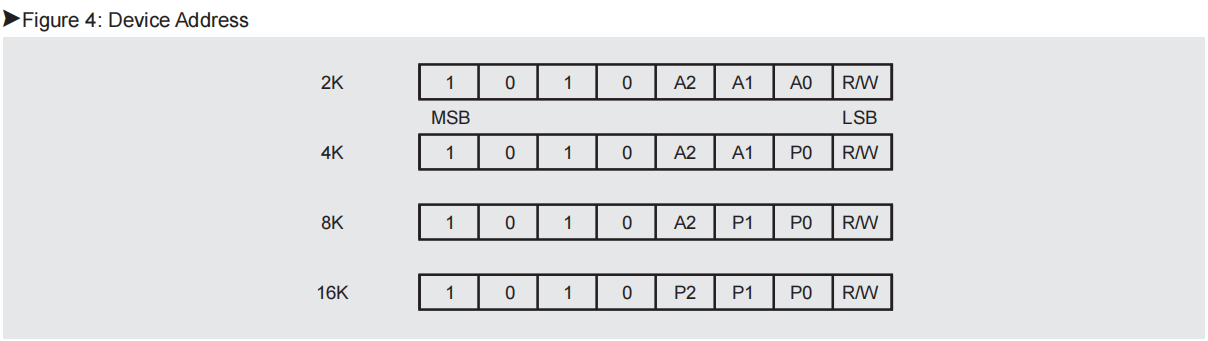 ➤Figure 4: Device Address
2K 1 0 1 0 A2 A1 A0 R/W
MSB LSB
4K 1 0 1 0 A2 A1 P0 R/W
8K 1 0 1 0 A2 P1 P0 R/W
16K 1 0 1 0 P2 P1 P0 R/W